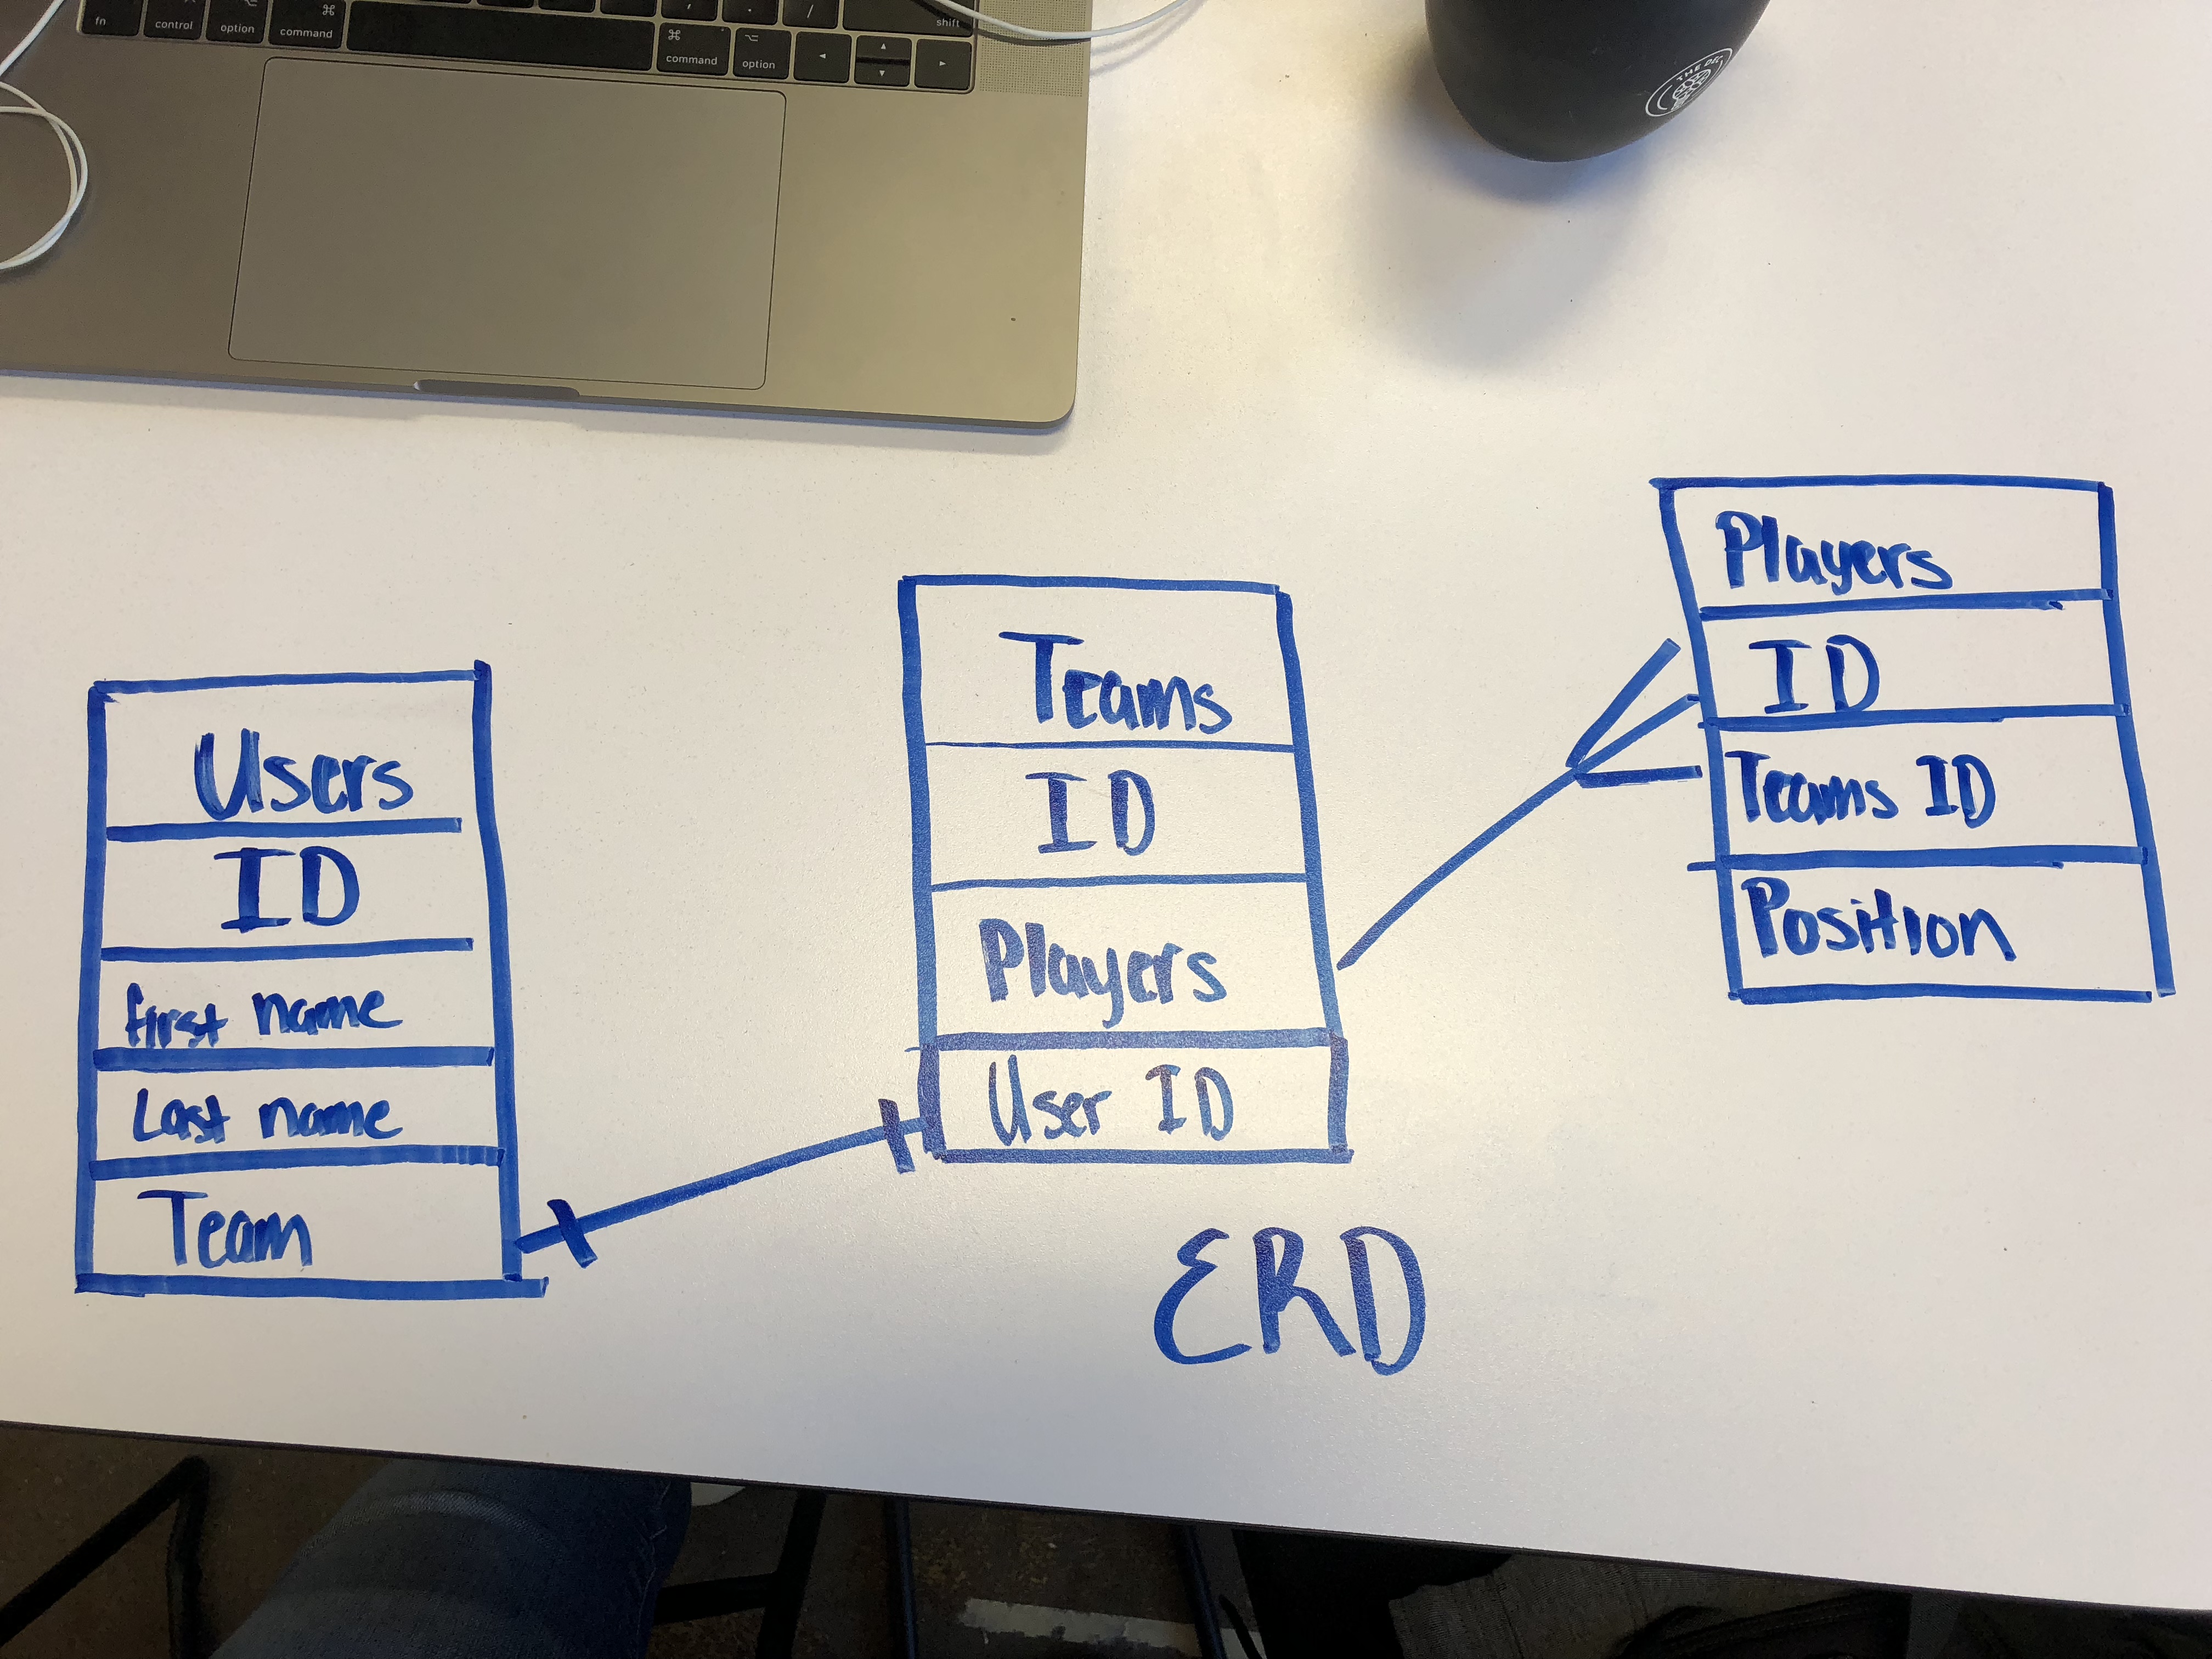 Users
ID
first name
Last name
Team
Teams
ID
Players
User ID
Players
ID
Teams ID
Position
ERD
fn
control
option
command
command
option
shift